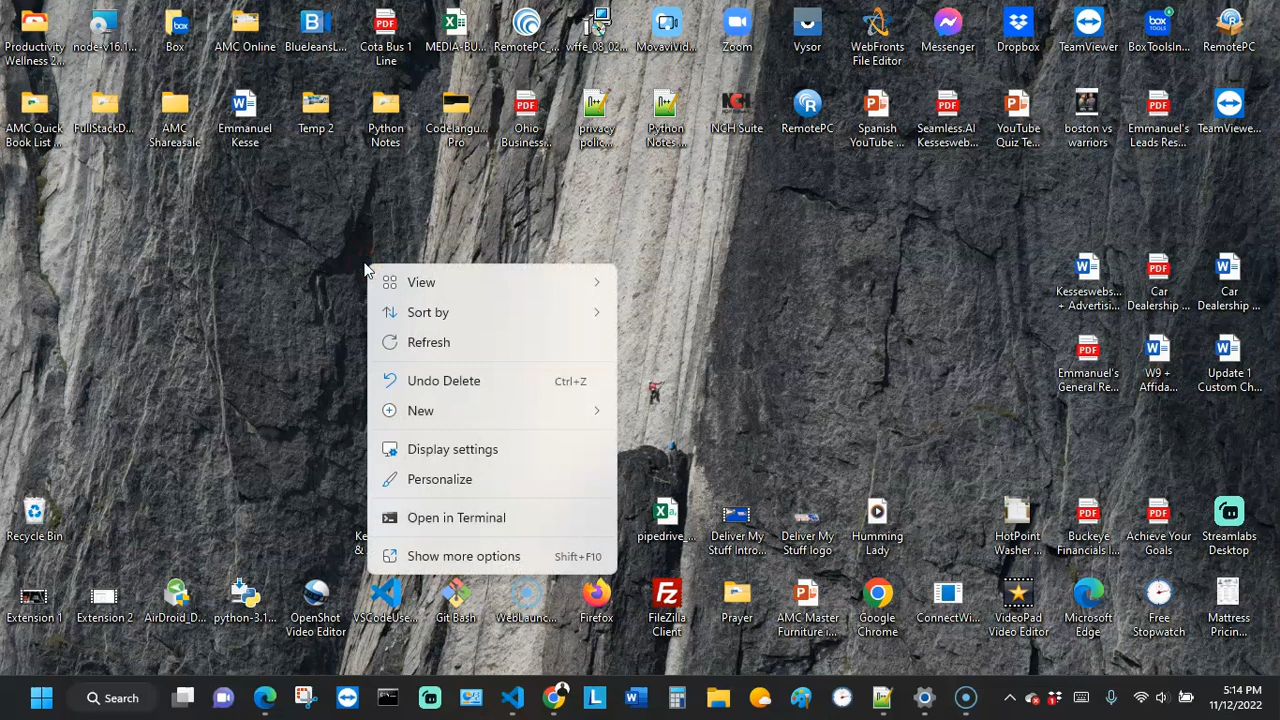 Productivity Wellness 2...
node-v16.1...
Box
AMC Online
BlueJeansL...
Cota Bus 1 Line
MEDIA-BU...
RemotePC_...
wffe_08_02...
MovaviVid...
Zoom
Vysor
WebFronts File Editor
Messenger
Dropbox
TeamViewer
BoxToolsIn...
RemotePC
AMC Quick Book List ...
FullStackD...
AMC Shareasale
Emmanuel Kesse
Temp 2
Python Notes
Codelangu... Pro
Ohio Business...
privacy polic...
Python Notes ...
NCH Suite
RemotePC
Spanish YouTube ...
Seamless.AI Kessesweb...
YouTube Quiz Te...
boston vs warriors
Emmanuel's Leads Res...
TeamViewe...
View
Sort by
Refresh
Undo Delete Ctrl+Z
New
Display settings
Personalize
Open in Terminal
Show more options Shift+F10
Kesseswebs... + Advertisi...
Car Dealership ...
Car Dealership ...
Emmanuel's General Re...
W9 + Affida...
Update 1 Custom Ch...
Recycle Bin
pipedrive_...
Deliver My Stuff Intro...
Deliver My Stuff logo
Humming Lady
HotPoint Washer ...
Buckeye Financials I...
Achieve Your Goals
Streamlabs Desktop
Extension 1
Extension 2
AirDroid_D...
python-3.1...
OpenShot Video Editor
VSCodeUse...
Git Bash
WebLaunc...
Firefox
FileZilla Client
Prayer
AMC Master Furniture i...
Google Chrome
ConnectWi...
VideoPad Video Editor
Microsoft Edge
Free Stopwatch
Mattress Pricin...
Search
5:14 PM
11/12/2022